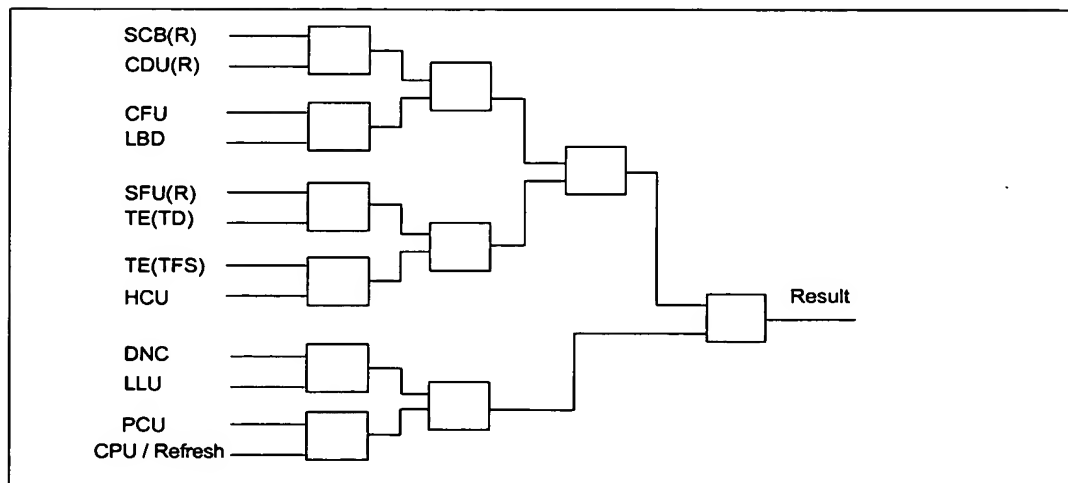 SCB(R)
CDU(R)
CFU
LBD
SFU(R)
TE(TD)
TE(TFS)
HCU
Result
DNC
LLU
PCU
CPU / Refresh